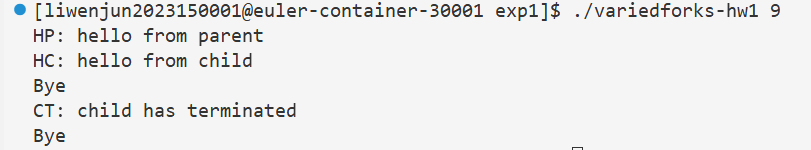 [liwenjun2023150001@euler-container-30001 exp1]$ ./variedforks-hw1 9
HP: hello from parent
HC: hello from child
Bye
CT: child has terminated
Bye